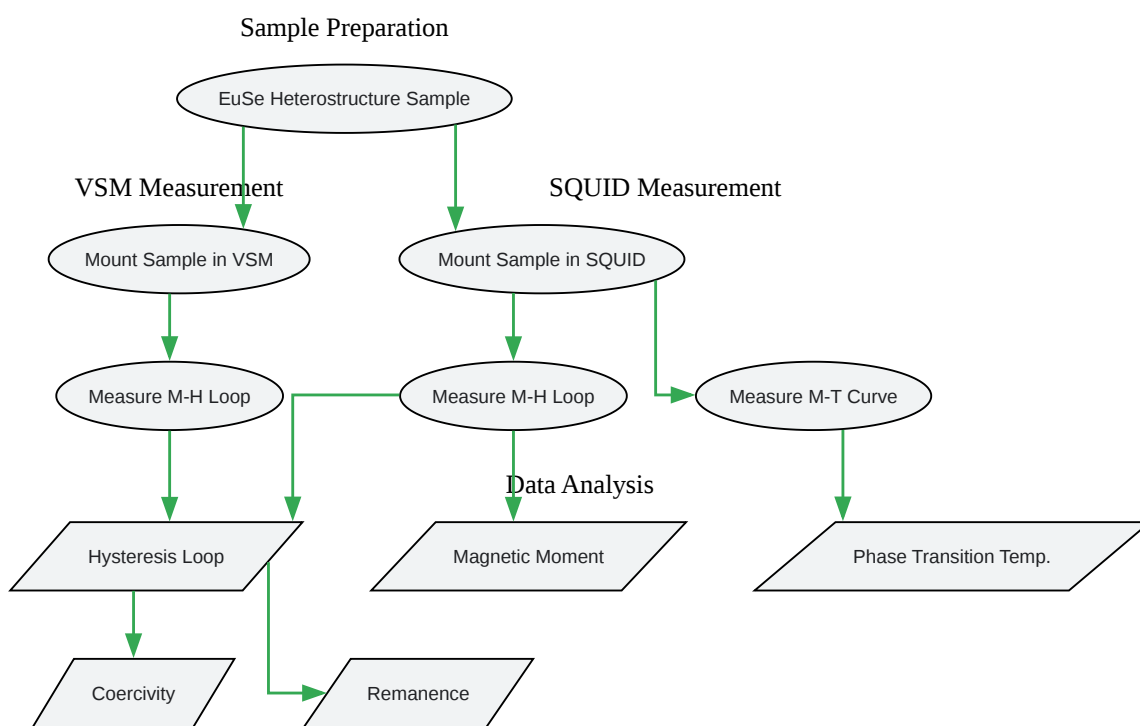 Sample Preparation
EuSe Heterostructure Sample
VSM Measurement
SQUID Measurement
Mount Sample in VSM
Mount Sample in SQUID
Measure M-H Loop
Measure M-H Loop
Measure M-T Curve
Data Analysis
Hysteresis Loop
Magnetic Moment
Phase Transition Temp.
Coercivity
Remanence